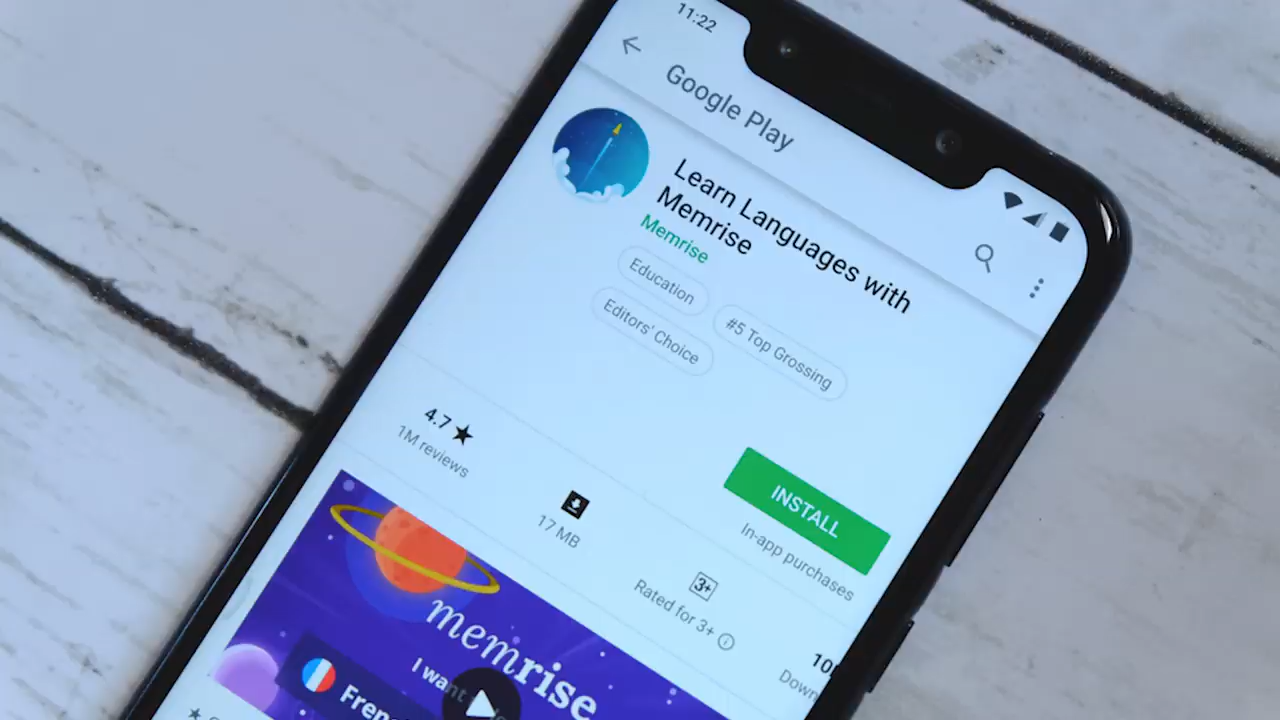 11:22
Google Play
Learn Languages with
Memrise
Memrise
Education
#5 Top Grossing
Editors' Choice
4.7 ★
1M reviews
17 MB
3+
Rated for 3+
INSTALL
In-app purchases
memrise
I want